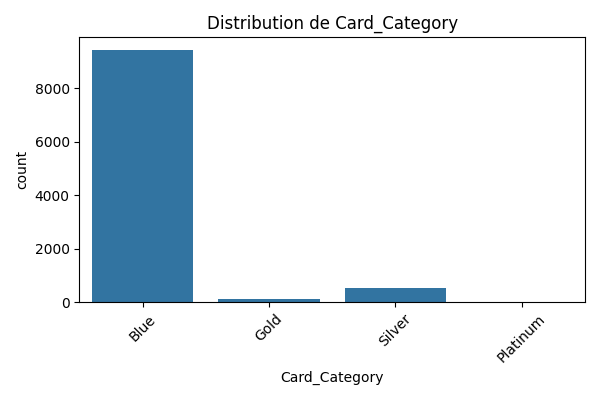 Distribution de Card_Category
8000
6000
4000
2000
0
count
Blue
Gold
Silver
Platinum
Card_Category